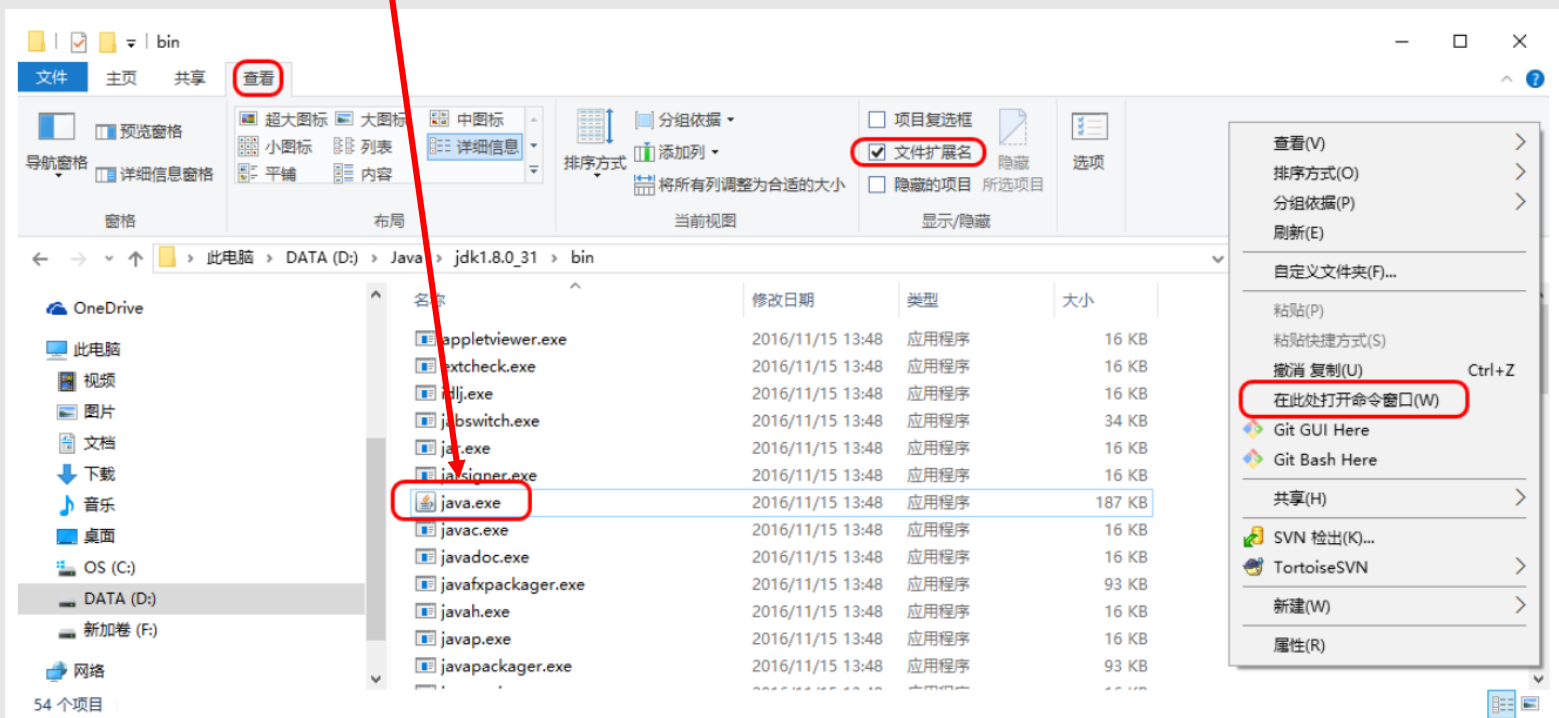 bin
文件 主页 共享 查看
导航窗格 预览窗格 详细信息窗格
窗格
超大图标 大图标 中图标
小图标 列表 详细信息
平铺 内容
布局
排序方式 分组依据
添加列
将所有列调整为合适的大小
当前视图
项目复选框
文件扩展名
隐藏的项目
隐藏
所选项目
显示/隐藏
选项
此电脑 > DATA (D:) > Java > jdk1.8.0_31 > bin
OneDrive
此电脑
视频
图片
文档
下载
音乐
桌面
OS (C:)
DATA (D:)
新加卷 (F:)
网络
名称 修改日期 类型 大小
appletviewer.exe 2016/11/15 13:48 应用程序 16 KB
extcheck.exe 2016/11/15 13:48 应用程序 16 KB
idlj.exe 2016/11/15 13:48 应用程序 16 KB
jabswitch.exe 2016/11/15 13:48 应用程序 34 KB
jar.exe 2016/11/15 13:48 应用程序 16 KB
jarsigner.exe 2016/11/15 13:48 应用程序 16 KB
java.exe 2016/11/15 13:48 应用程序 187 KB
javac.exe 2016/11/15 13:48 应用程序 16 KB
javadoc.exe 2016/11/15 13:48 应用程序 16 KB
javafxpackager.exe 2016/11/15 13:48 应用程序 93 KB
javah.exe 2016/11/15 13:48 应用程序 16 KB
javap.exe 2016/11/15 13:48 应用程序 16 KB
javapackager.exe 2016/11/15 13:48 应用程序 93 KB
54 个项目
查看(V)
排序方式(O)
分组依据(P)
刷新(E)
自定义文件夹(F)...
粘贴(P)
粘贴快捷方式(S)
撤消 复制(U) Ctrl+Z
在此处打开命令窗口(W)
Git GUI Here
Git Bash Here
共享(H)
SVN 检出(K)...
TortoiseSVN
新建(W)
属性(R)